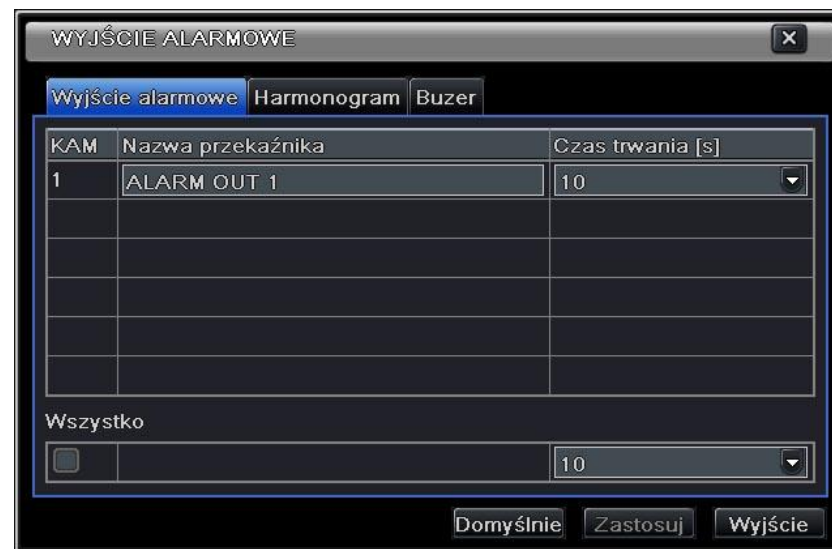 WYJŚCIE ALARMOWE
Wyjście alarmowe Harmonogram Buzer
KAM Nazwa przekaźnika Czas trwania [s]
1 ALARM OUT 1 10
Wszystko
10
Domyślnie Zastosuj Wyjście